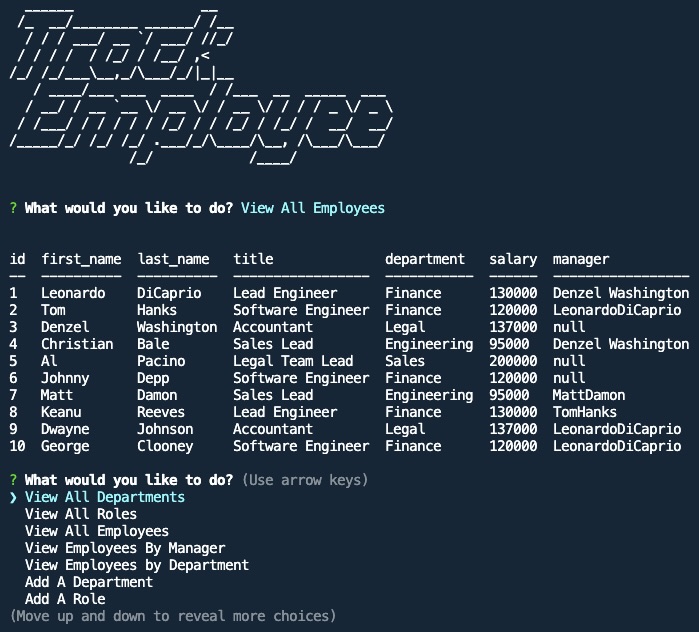 Track
Employee
? What would you like to do? View All Employees
id first_name last_name title department salary manager
1 Leonardo DiCaprio Lead Engineer Finance 130000 Denzel Washington
2 Tom Hanks Software Engineer Finance 120000 LeonardoDiCaprio
3 Denzel Washington Accountant Legal 137000 null
4 Christian Bale Sales Lead Engineering 95000 Denzel Washington
5 Al Pacino Legal Team Lead Sales 200000 null
6 Johnny Depp Software Engineer Finance 120000 null
7 Matt Damon Sales Lead Engineering 95000 MattDamon
8 Keanu Reeves Lead Engineer Finance 130000 TomHanks
9 Dwayne Johnson Accountant Legal 137000 LeonardoDiCaprio
10 George Clooney Software Engineer Finance 120000 LeonardoDiCaprio
? What would you like to do? (Use arrow keys)
❯ View All Departments
View All Roles
View All Employees
View Employees By Manager
View Employees by Department
Add A Department
Add A Role
(Move up and down to reveal more choices)